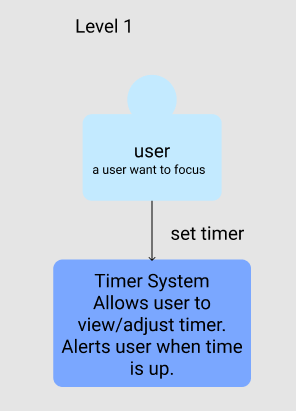 Level 1
user
a user want to focus
set timer
Timer System
Allows user to
view/adjust timer.
Alerts user when time
is up.